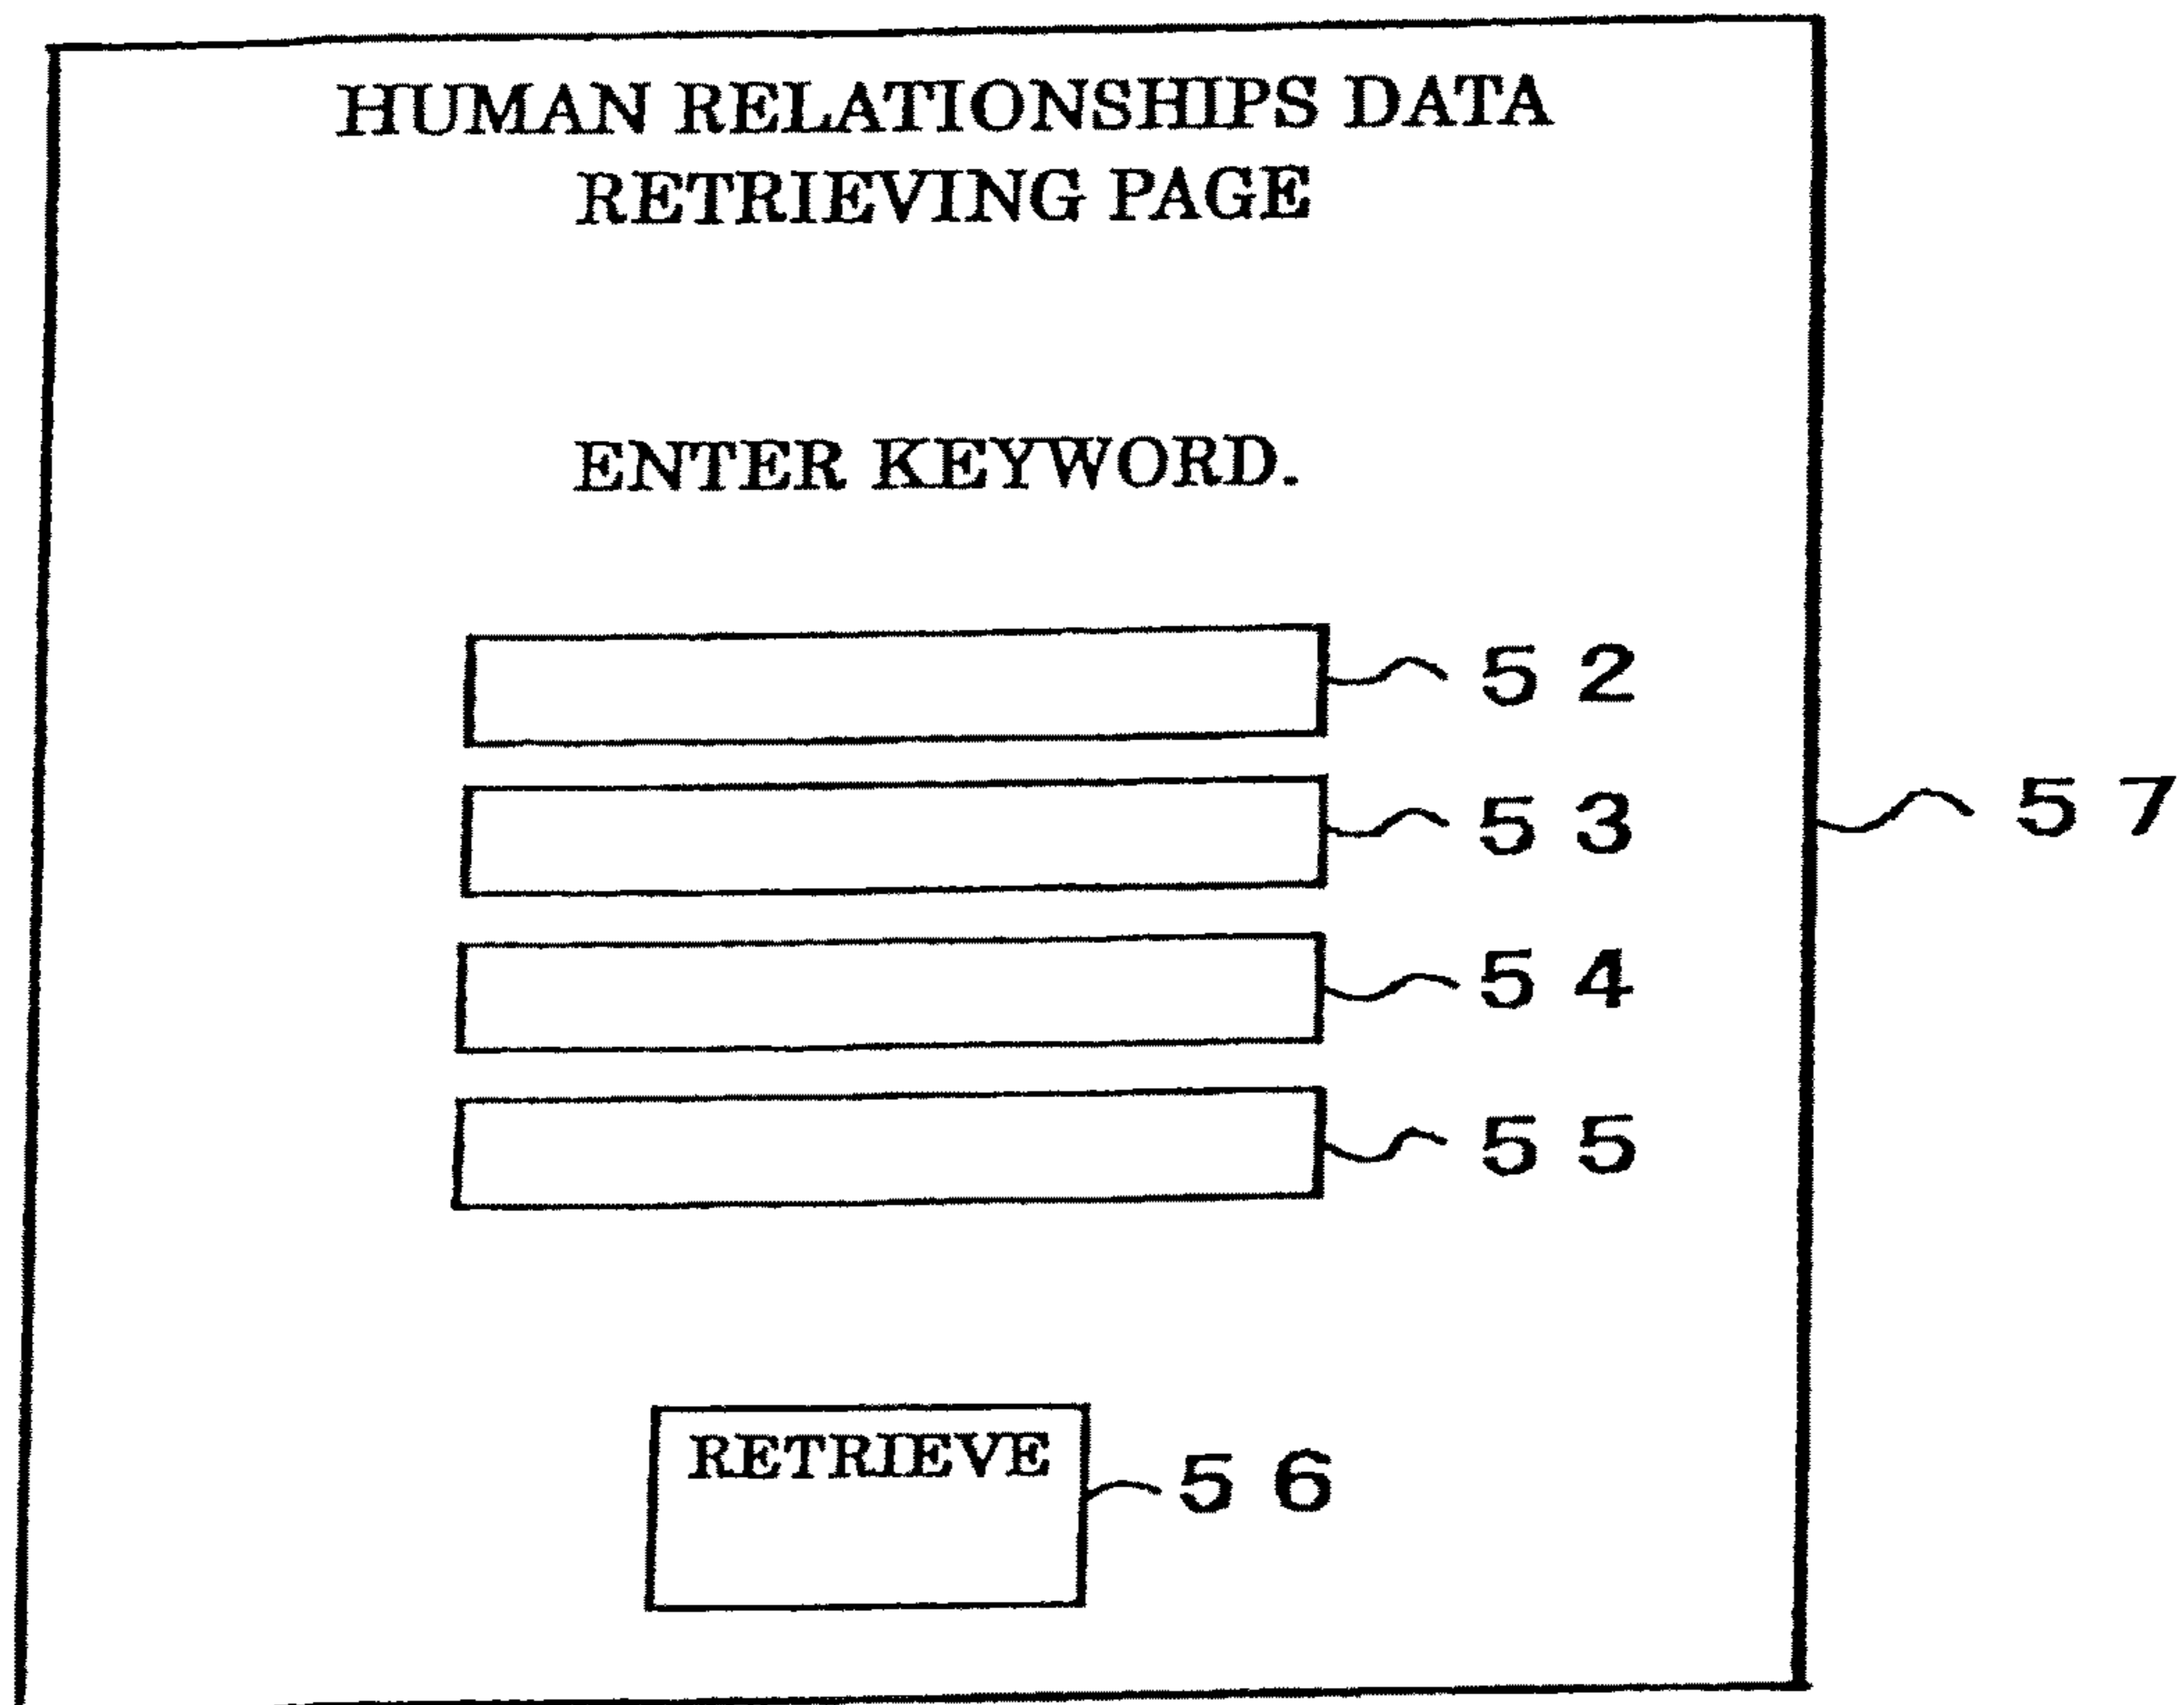 HUMAN RELATIONSHIPS DATA
RETRIEVING PAGE
ENTER KEYWORD.
52
53
57
54
55
RETRIEVE
56